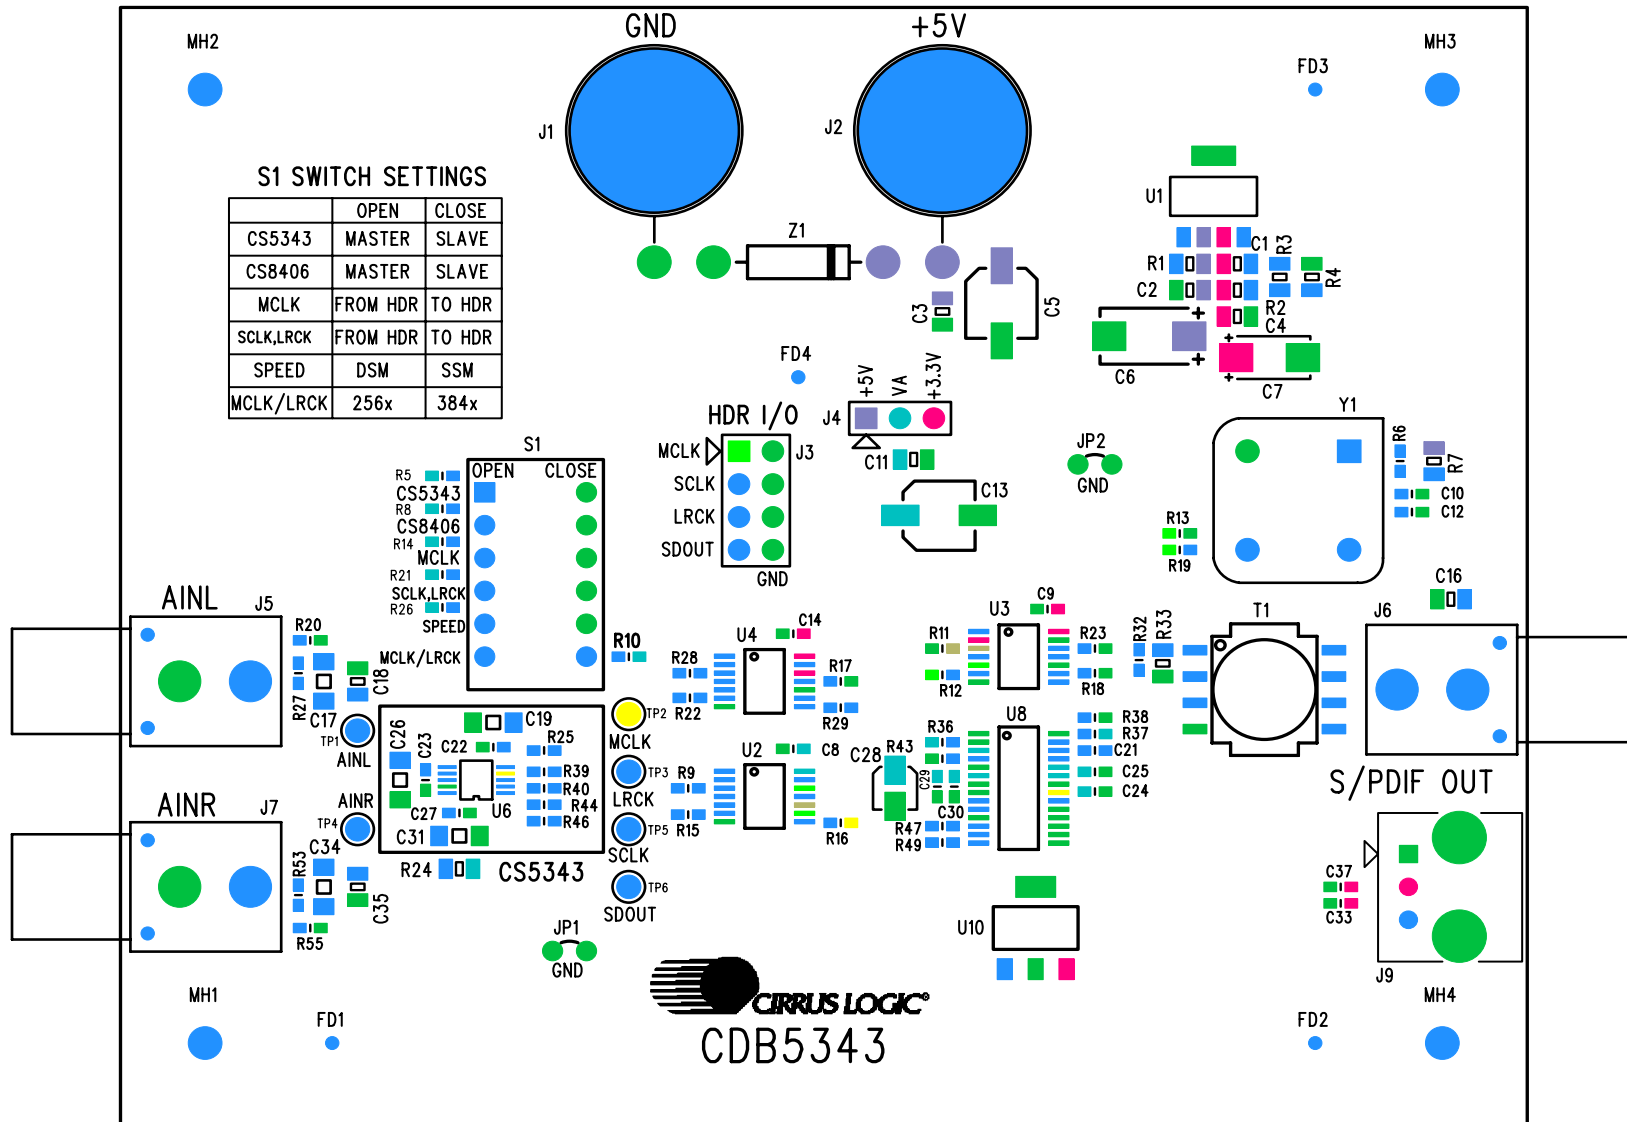 GND
+5V
MH2
MH3
FD3
J1
J2
S1 SWITCH SETTINGS
OPEN CLOSE
CS5343 MASTER SLAVE
CS8406 MASTER SLAVE
MCLK FROM HDR TO HDR
SCLK,LRCK FROM HDR TO HDR
SPEED DSM SSM
MCLK/LRCK 256x 384x
Z1
U1
C1
R3
R1
R4
C2
R2
C3
C5
C4
C6
C7
FD4
+5V
VA
+3.3V
J4
HDR I/O
MCLK
J3
SCLK
LRCK
SDOUT
GND
C11
C13
JP2
GND
Y1
R6
R7
C10
C12
R13
R19
C16
S1
OPEN CLOSE
R5
CS5343
R8
CS8406
R14
MCLK
R21
SCLK,LRCK
R26
SPEED
MCLK/LRCK
R10
AINL
J5
R20
R27
C17
C18
TP1
AINL
C14
U4
R28
R22
R17
R29
C9
U3
R11
R12
R23
R18
R32
R33
T1
J6
TP2
MCLK
TP3
LRCK
TP5
SCLK
TP6
SDOUT
C26
C23
C22
C19
R25
R39
R40
R44
R46
C27
U6
C31
R24
CS5343
U2
C8
R9
R15
R16
C28
R43
R36
C29
C30
R47
R49
U8
R38
R37
C21
C25
C24
S/PDIF OUT
AINR
J7
AINR
TP4
C34
R53
C35
R55
JP1
GND
U10
C37
C33
J9
MH1
FD1
CIRRUS LOGIC®
CDB5343
FD2
MH4